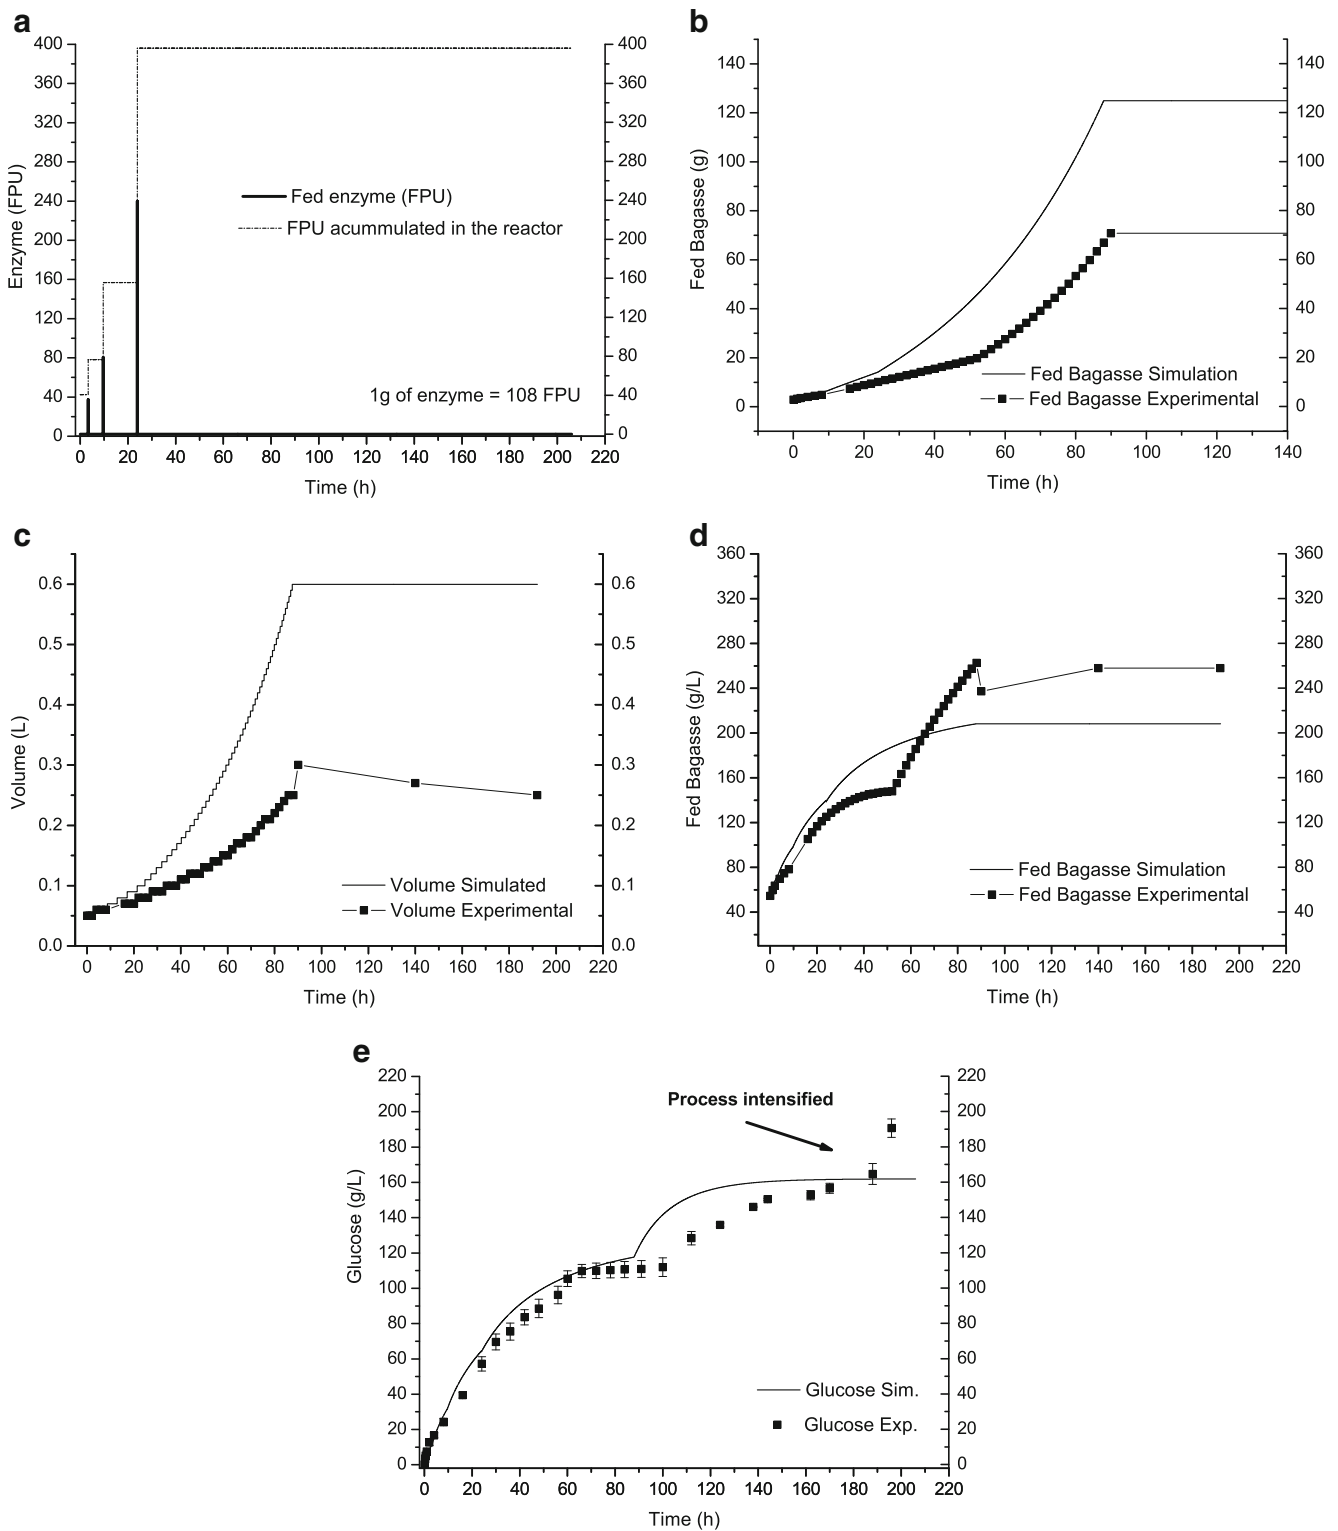 a
400
360
320
280
240
200
160
120
80
40
0
Enzyme (FPU)
Fed enzyme (FPU)
FPU acummulated in the reactor
1g of enzyme = 108 FPU
400
360
320
280
240
200
160
120
80
40
0
0 20 40 60 80 100 120 140 160 180 200 220
Time (h)
b
140
120
100
80
60
40
20
0
Fed Bagasse (g)
Fed Bagasse Simulation
Fed Bagasse Experimental
140
120
100
80
60
40
20
0
0 20 40 60 80 100 120 140
Time (h)
c
0.6
0.5
0.4
0.3
0.2
0.1
0.0
Volume (L)
Volume Simulated
Volume Experimental
0.6
0.5
0.4
0.3
0.2
0.1
0.0
0 20 40 60 80 100 120 140 160 180 200 220
Time (h)
d
360
320
280
240
200
160
120
80
40
Fed Bagasse (g/L)
Fed Bagasse Simulation
Fed Bagasse Experimental
360
320
280
240
200
160
120
80
40
0 20 40 60 80 100 120 140 160 180 200 220
Time (h)
e
220
200
180
160
140
120
100
80
60
40
20
0
Glucose (g/L)
Process intensified
Glucose Sim.
Glucose Exp.
220
200
180
160
140
120
100
80
60
40
20
0
0 20 40 60 80 100 120 140 160 180 200 220
Time (h)